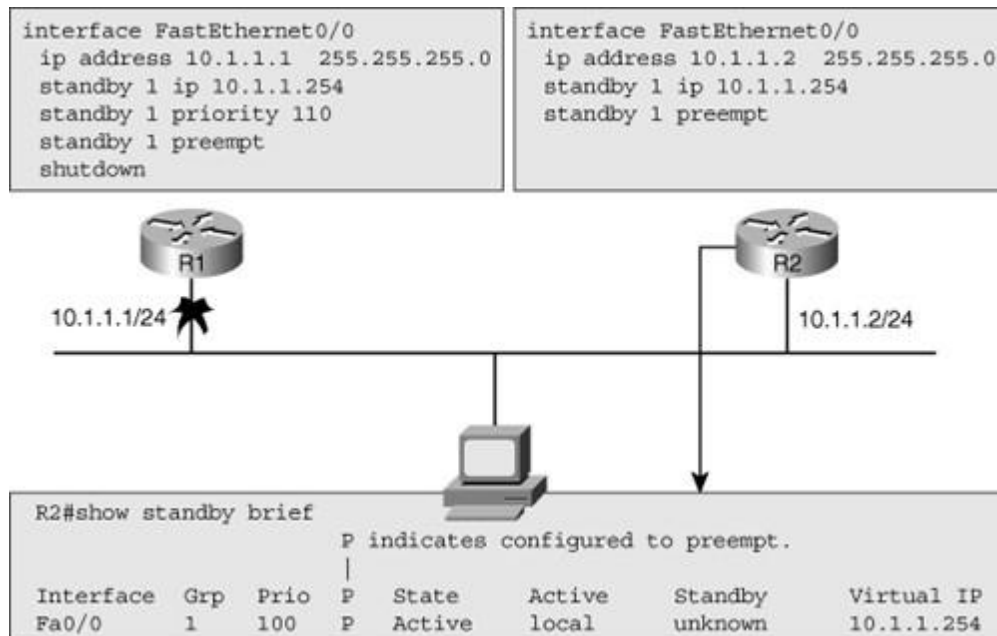 interface FastEthernet0/0
ip address 10.1.1.1 255.255.255.0
standby 1 ip 10.1.1.254
standby 1 priority 110
standby 1 preempt
shutdown
interface FastEthernet0/0
ip address 10.1.1.2 255.255.255.0
standby 1 ip 10.1.1.254
standby 1 preempt
R1
R2
10.1.1.1/24
10.1.1.2/24
R2#show standby brief
P indicates configured to preempt.
|
Interface Grp Prio P State Active Standby Virtual IP
Fa0/0 1 100 P Active local unknown 10.1.1.254